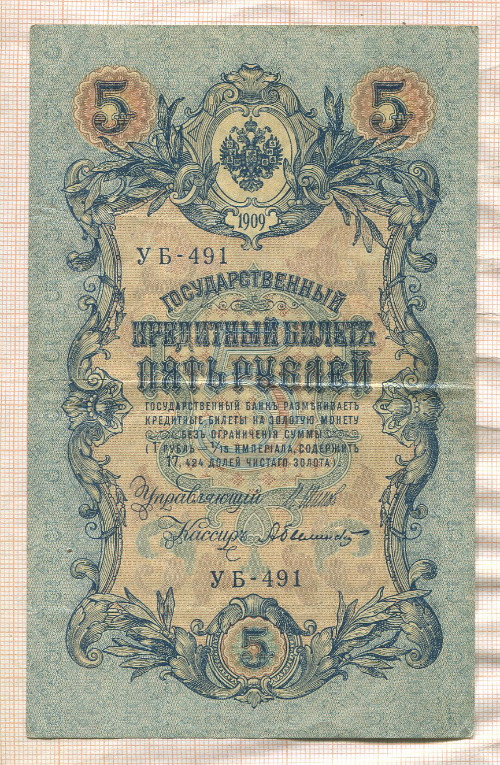 5 5
1909
УБ-491
ГОСУДАРСТВЕННЫЙ
КРЕДИТНЫЙ БИЛЕТЪ
ПЯТЬ РУБЛЕЙ
ГОСУДАРСТВЕННЫЙ БАНКЪ РАЗМѢНИВАЕТЪ
КРЕДИТНЫЕ БИЛЕТЫ НА ЗОЛОТУЮ МОНЕТУ
БЕЗЪ ОГРАНИЧЕНІЯ СУММЫ
(1 РУБЛЬ = 1/15 ИМПЕРІАЛА, СОДЕРЖИТЪ
17,424 ДОЛЕЙ ЧИСТАГО ЗОЛОТА)
Управляющій
Кассиръ
УБ-491
5